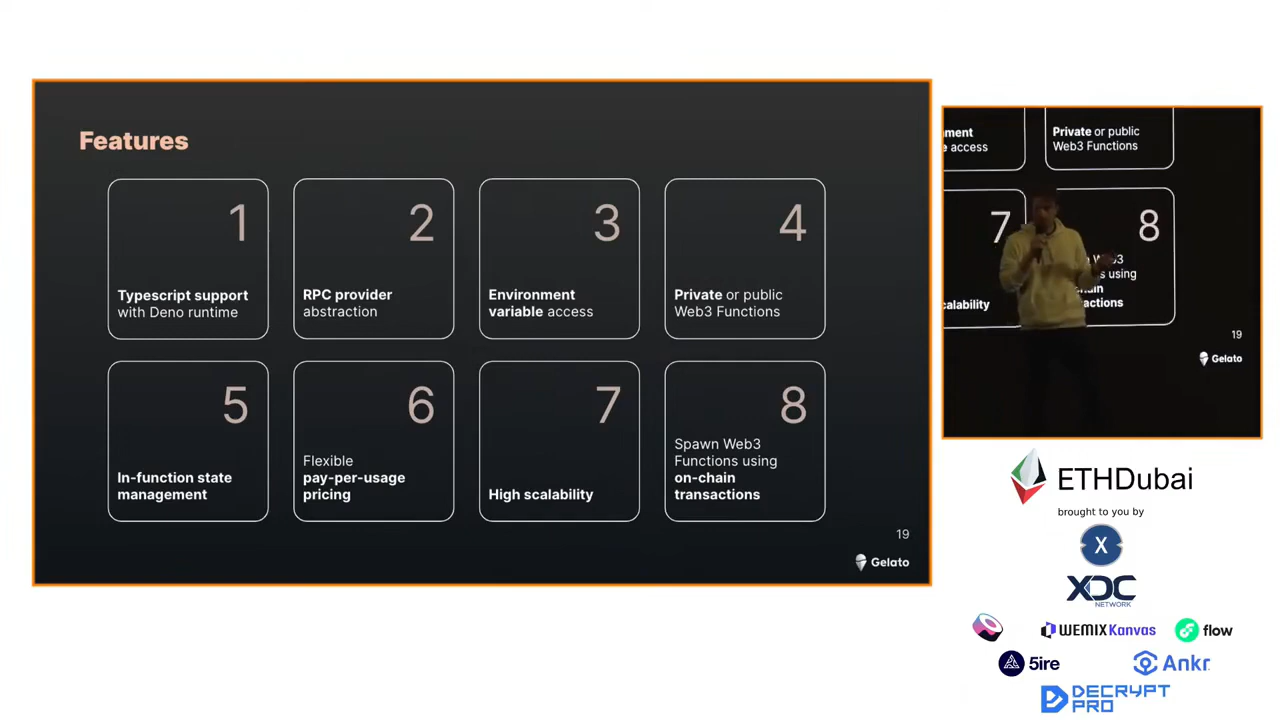 Features
1
Typescript support
with Deno runtime
2
RPC provider
abstraction
3
Environment
variable access
4
Private or public
Web3 Functions
5
In-function state
management
6
Flexible
pay-per-usage
pricing
7
High scalability
8
Spawn Web3
Functions using
on-chain
transactions
19
Gelato
access
Private or public
Web3 Functions
7
8
using
19
Gelato
ETHDubai
brought to you by
X
XDC
NETWORK
WEMIX Kanvas
flow
5ire
Ankr
DECRYPT
PRO